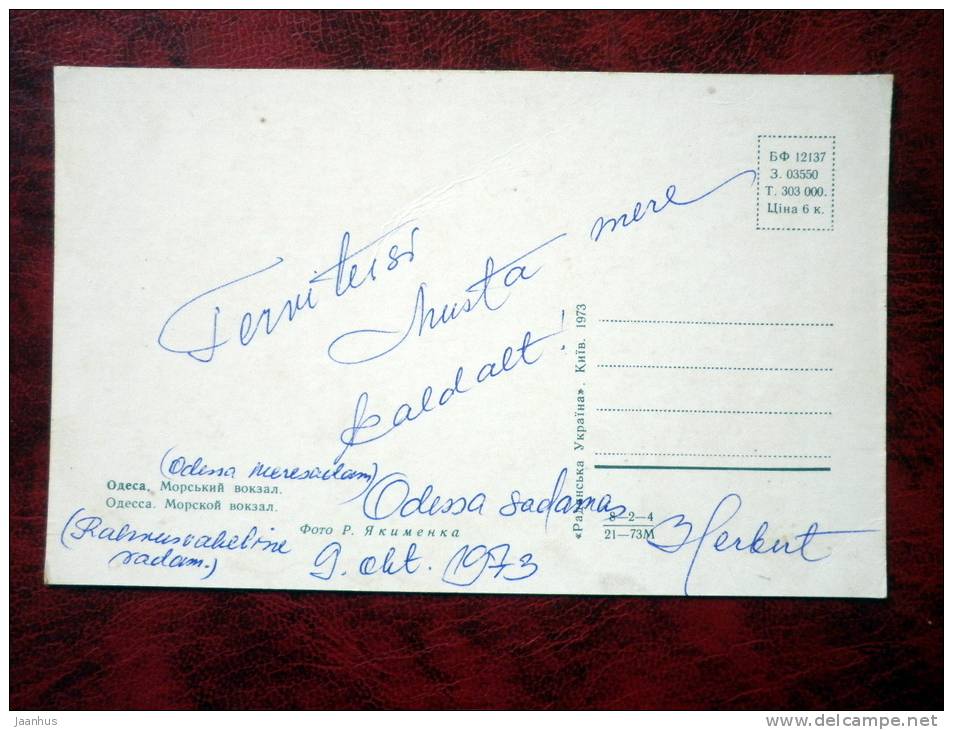 БФ 12137
З. 03550
Т. 303 000.
Ціна 6 к.
Tervitusi
Musta mere
kaldalt!
«Радянська Україна». Київ. 1973
(Odessa meresadam)
Одеса. Морський вокзал.
Одесса. Морской вокзал.
Odessa sadamas
Фото Р. Якименка
8—2—4
21—73М
Herbert
(Rahvusvaheline
sadam.)
9. okt. 1973
Jaanhus
www.delcampe.net